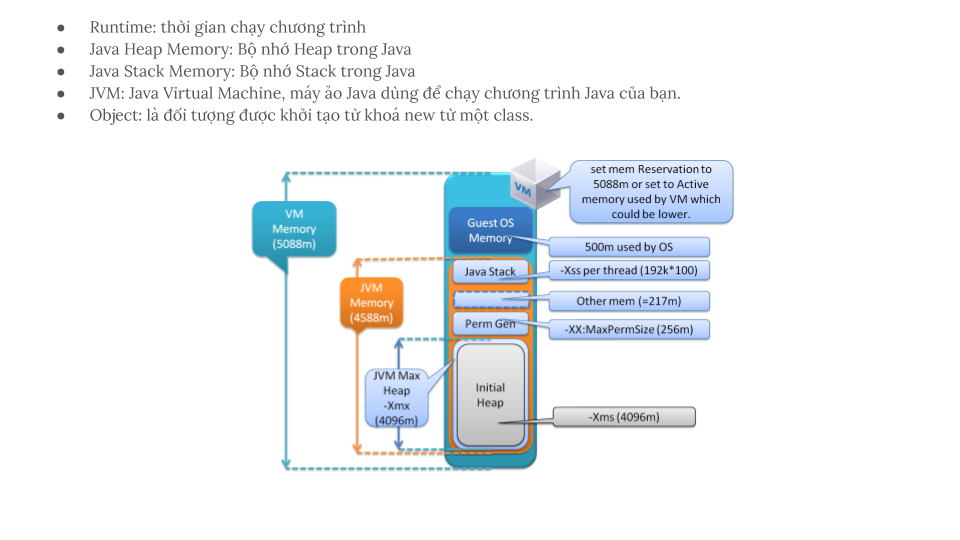 ● Runtime: thời gian chạy chương trình
● Java Heap Memory: Bộ nhớ Heap trong Java
● Java Stack Memory: Bộ nhớ Stack trong Java
● JVM: Java Virtual Machine, máy ảo Java dùng để chạy chương trình Java của bạn.
● Object: là đối tượng được khởi tạo từ khoá new từ một class.
VM
set mem Reservation to
5088m or set to Active
memory used by VM which
could be lower.
VM
Memory
(5088m)
Guest OS
Memory
500m used by OS
Java Stack
-Xss per thread (192k*100)
JVM
Memory
(4588m)
Other mem (=217m)
Perm Gen
-XX:MaxPermSize (256m)
JVM Max
Heap
-Xmx
(4096m)
Initial
Heap
-Xms (4096m)